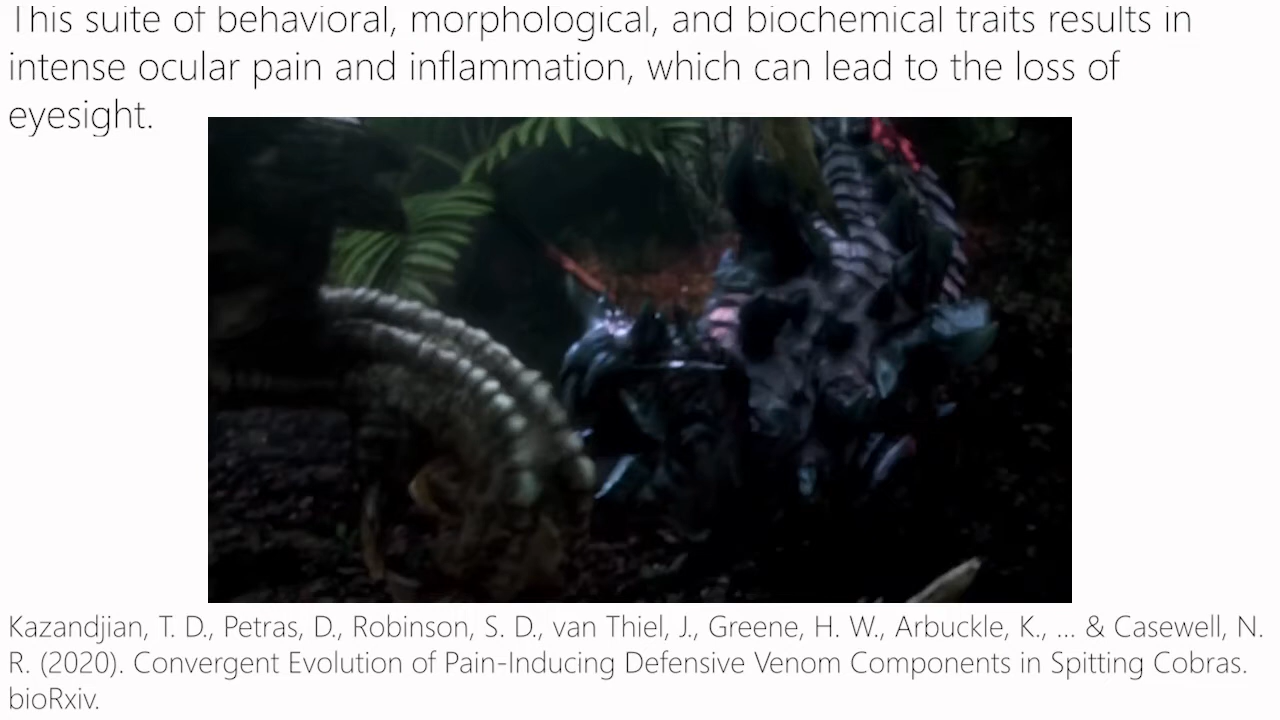 This suite of behavioral, morphological, and biochemical traits results in
intense ocular pain and inflammation, which can lead to the loss of
eyesight.
Kazandjian, T. D., Petras, D., Robinson, S. D., van Thiel, J., Greene, H. W., Arbuckle, K., ... & Casewell, N.
R. (2020). Convergent Evolution of Pain-Inducing Defensive Venom Components in Spitting Cobras.
bioRxiv.